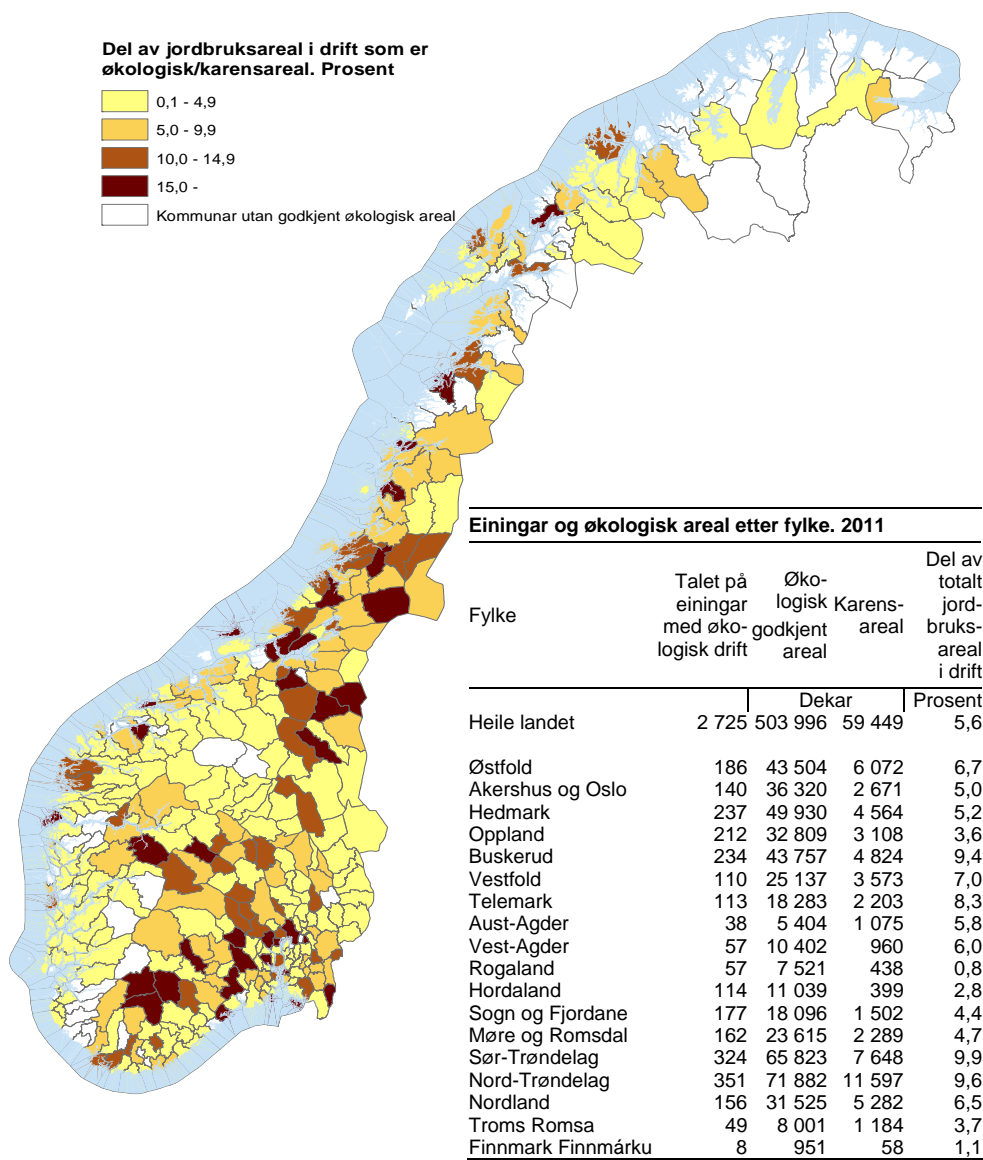 Del av jordbruksareal i drift som er
økologisk/karensareal. Prosent
0,1 - 4,9
5,0 - 9,9
10,0 - 14,9
15,0 -
Kommunar utan godkjent økologisk areal
Einingar og økologisk areal etter fylke. 2011
Fylke
Talet på
einingar
med øko-
logisk drift
Øko-
logisk
godkjent
areal
Karens-
areal
Del av
totalt
jord-
bruks-
areal
i drift
Dekar Prosent
Heile landet 2 725 503 996 59 449 5,6
Østfold 186 43 504 6 072 6,7
Akershus og Oslo 140 36 320 2 671 5,0
Hedmark 237 49 930 4 564 5,2
Oppland 212 32 809 3 108 3,6
Buskerud 234 43 757 4 824 9,4
Vestfold 110 25 137 3 573 7,0
Telemark 113 18 283 2 203 8,3
Aust-Agder 38 5 404 1 075 5,8
Vest-Agder 57 10 402 960 6,0
Rogaland 57 7 521 438 0,8
Hordaland 114 11 039 399 2,8
Sogn og Fjordane 177 18 096 1 502 4,4
Møre og Romsdal 162 23 615 2 289 4,7
Sør-Trøndelag 324 65 823 7 648 9,9
Nord-Trøndelag 351 71 882 11 597 9,6
Nordland 156 31 525 5 282 6,5
Troms Romsa 49 8 001 1 184 3,7
Finnmark Finnmárku 8 951 58 1,1